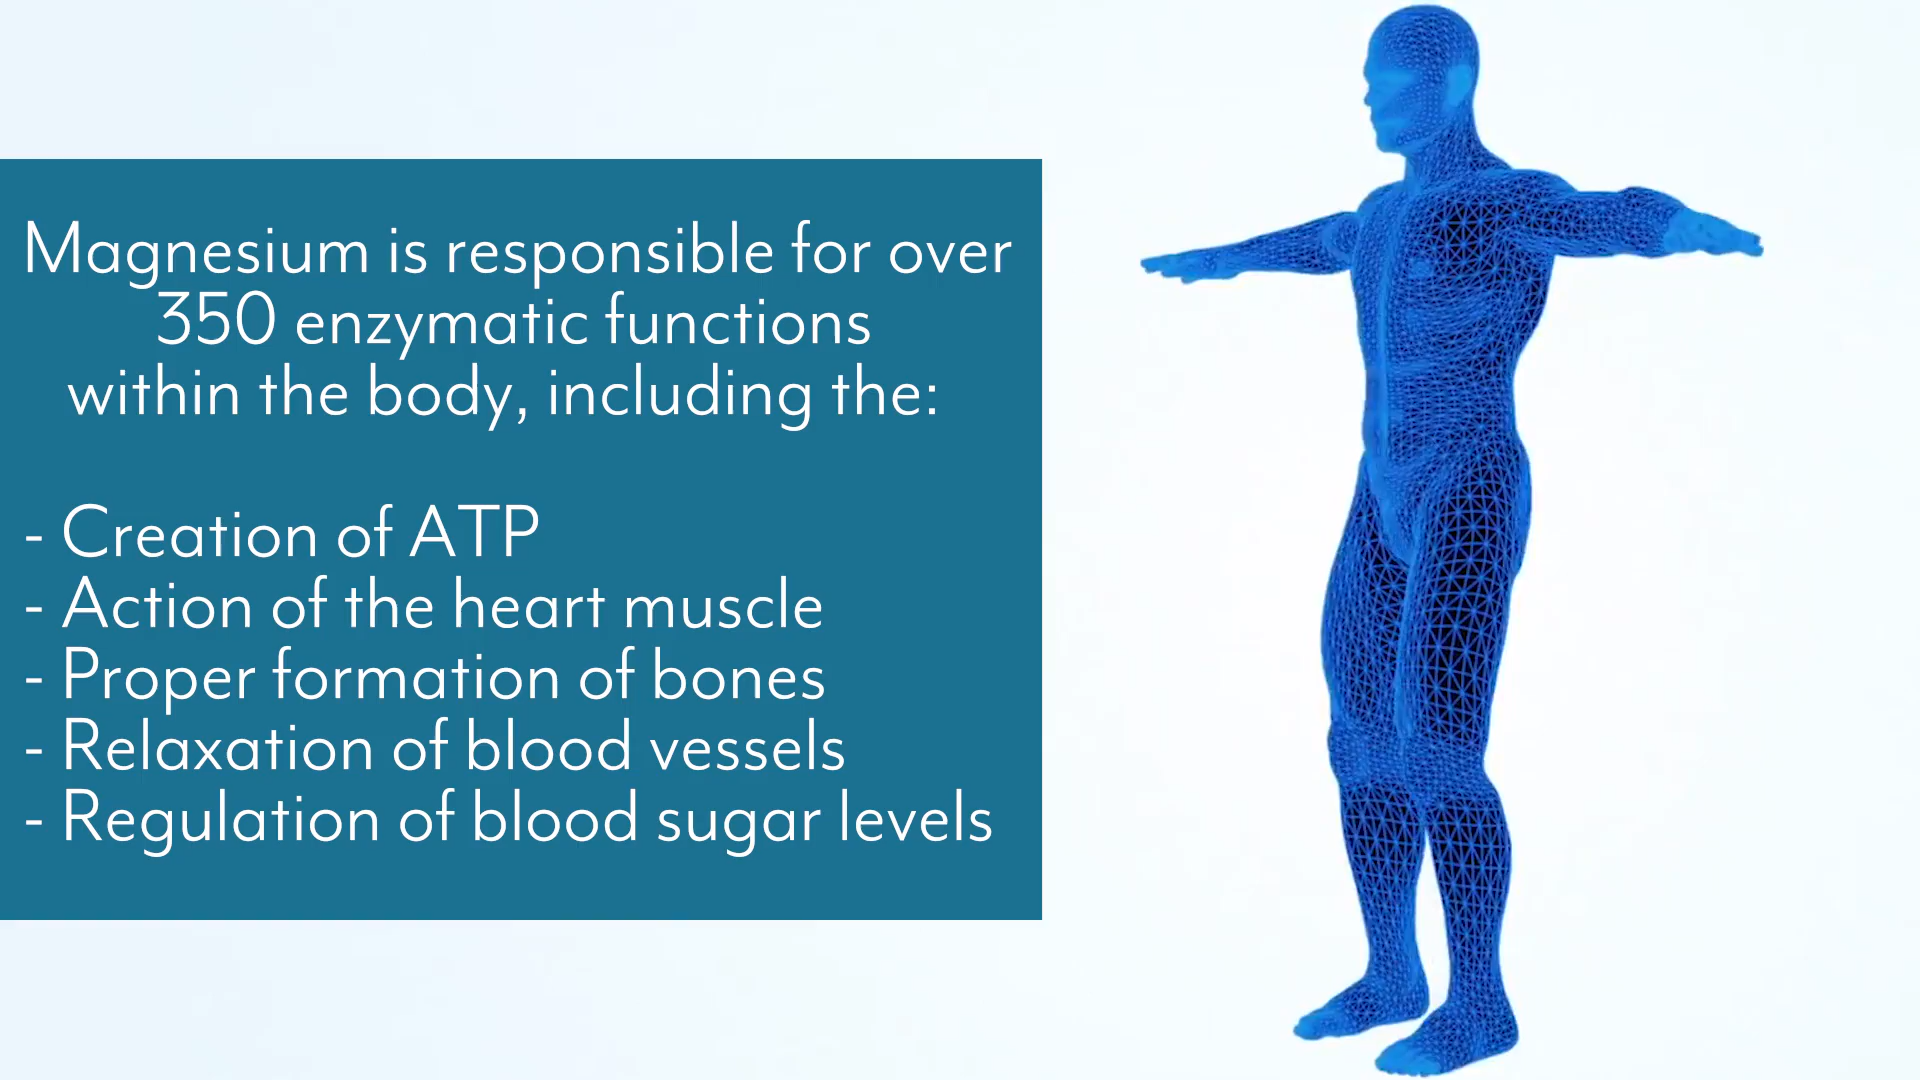 Magnesium is responsible for over
350 enzymatic functions
within the body, including the:
- Creation of ATP
- Action of the heart muscle
- Proper formation of bones
- Relaxation of blood vessels
- Regulation of blood sugar levels